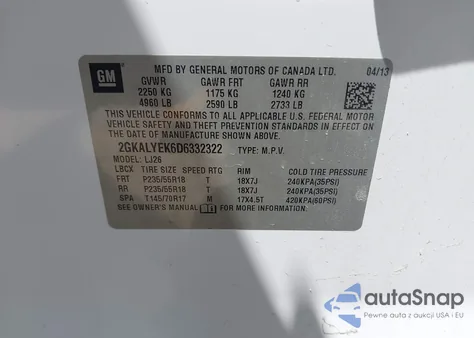 GM
MFD BY GENERAL MOTORS OF CANADA LTD. 04/13
GVWR GAWR FRT GAWR RR
2250 KG 1175 KG 1240 KG
4960 LB 2590 LB 2733 LB
THIS VEHICLE CONFORMS TO ALL APPLICABLE U.S. FEDERAL MOTOR
VEHICLE SAFETY, BUMPER, AND THEFT PREVENTION STANDARDS IN EFFECT ON THE
DATE OF MANUFACTURE SHOWN ABOVE.
2GKALYEK6D6332322 TYPE: M.P.V.
MODEL: LJ26
LBCX TIRE SIZE SPEED RTG RIM COLD TIRE PRESSURE
FRT P235/55R18 T 18X7J 240KPA(35PSI)
RR P235/55R18 T 18X7J 240KPA(35PSI)
SPA T145/70R17 M 17X4.5T 420KPA(60PSI)
SEE OWNER'S MANUAL FOR MORE INFORMATION.
autoSnap
Pewne auta z USA i EU